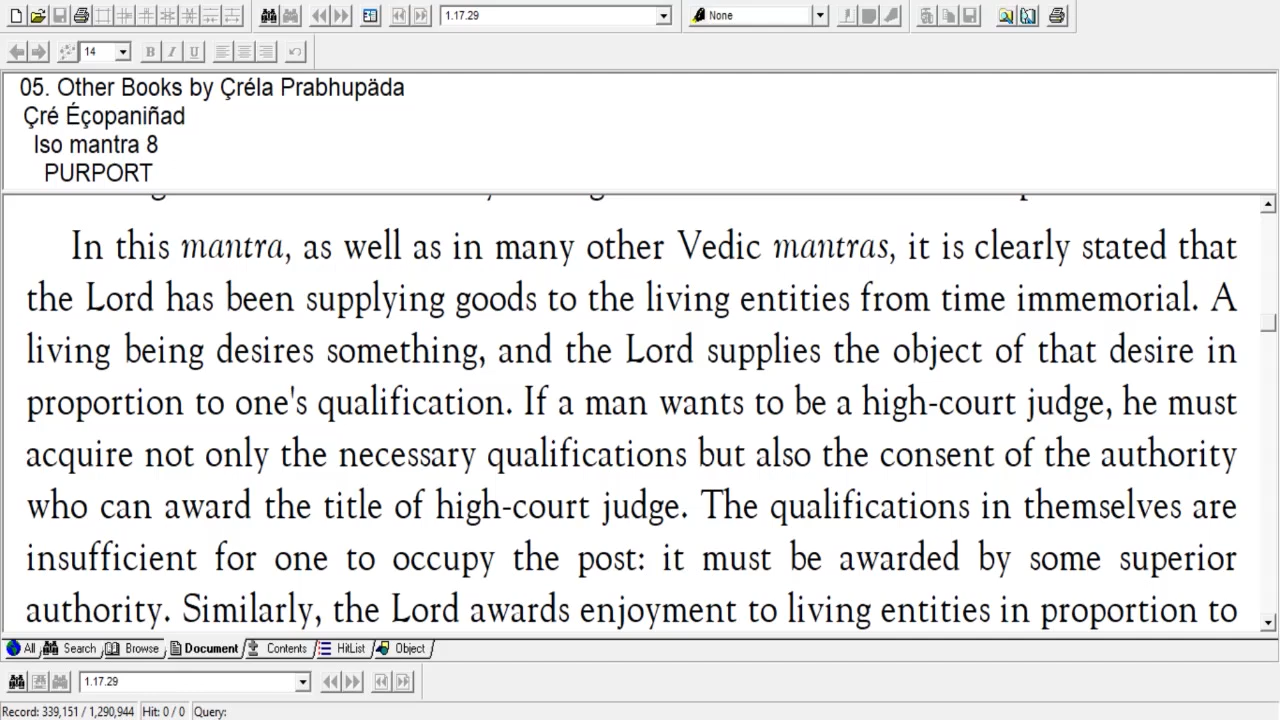 1.17.29
None
14
B I U
05. Other Books by Çréla Prabhupäda
Çré Éçopaniñad
Iso mantra 8
PURPORT
In this mantra, as well as in many other Vedic mantras, it is clearly stated that
the Lord has been supplying goods to the living entities from time immemorial. A
living being desires something, and the Lord supplies the object of that desire in
proportion to one's qualification. If a man wants to be a high-court judge, he must
acquire not only the necessary qualifications but also the consent of the authority
who can award the title of high-court judge. The qualifications in themselves are
insufficient for one to occupy the post: it must be awarded by some superior
authority. Similarly, the Lord awards enjoyment to living entities in proportion to
All Search Browse Document Contents HitList Object
1.17.29
Record: 339,151 / 1,290,944 Hit: 0 / 0 Query: